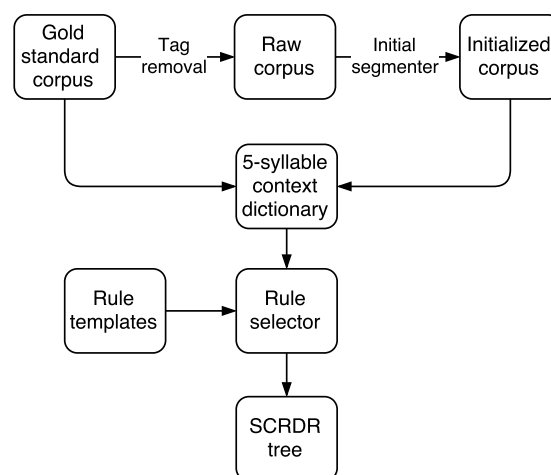 Gold
standard
corpus
Tag
removal
Raw
corpus
Initial
segmenter
Initialized
corpus
5-syllable
context
dictionary
Rule
templates
Rule
selector
SCRDR
tree